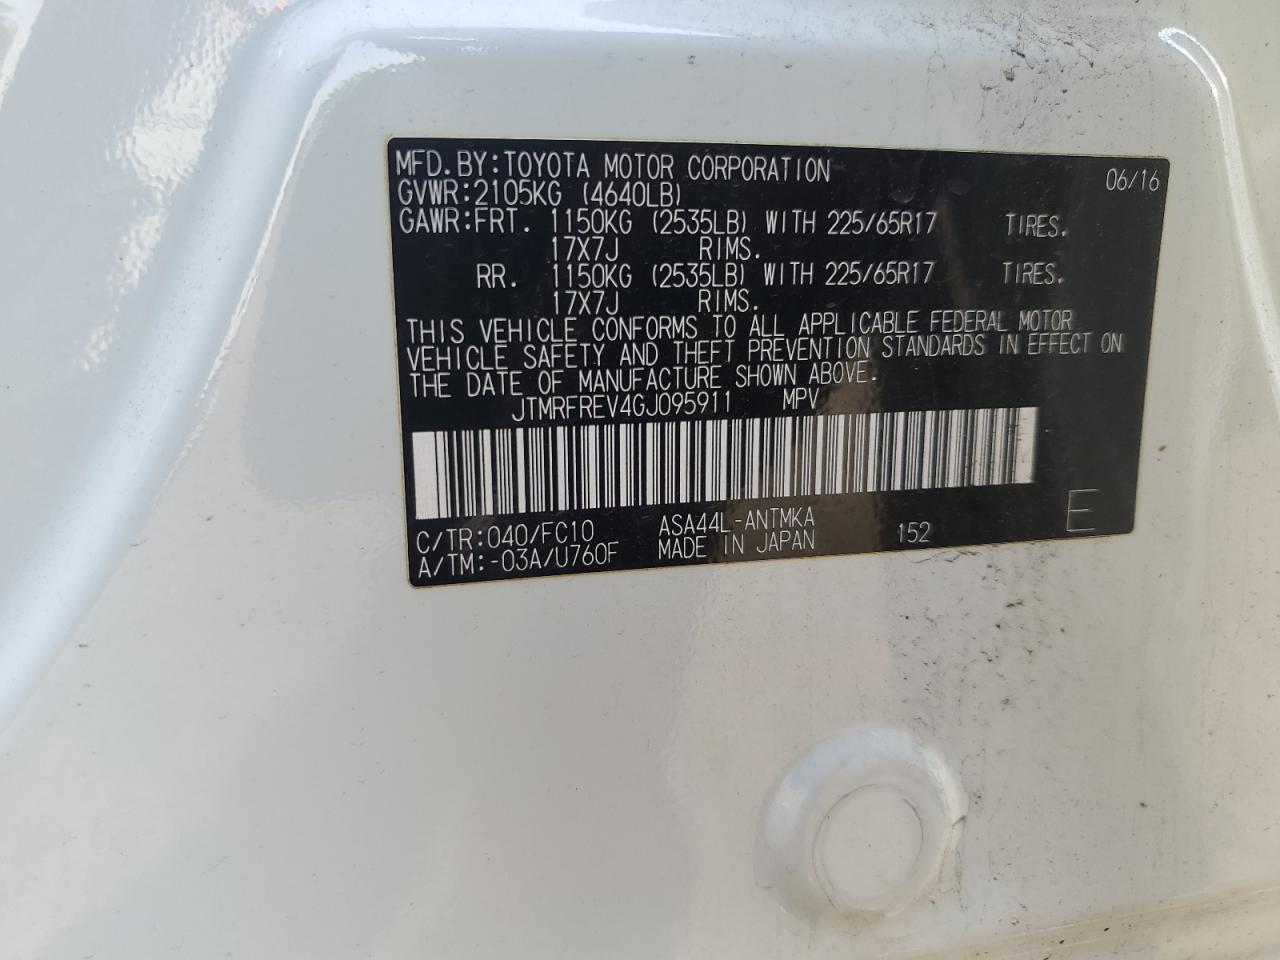 MFD. BY: TOYOTA MOTOR CORPORATION 06/16
GVWR: 2105KG (4640LB)
GAWR: FRT. 1150KG (2535LB) WITH 225/65R17 TIRES.
17X7J RIMS.
RR. 1150KG (2535LB) WITH 225/65R17 TIRES.
17X7J RIMS.
THIS VEHICLE CONFORMS TO ALL APPLICABLE FEDERAL MOTOR
VEHICLE SAFETY AND THEFT PREVENTION STANDARDS IN EFFECT ON
THE DATE OF MANUFACTURE SHOWN ABOVE.
JTMRFREV4GJ095911 MPV
C/TR: 040/FC10 ASA44L-ANTMKA 152 E
A/TM: -03A/U760F MADE IN JAPAN